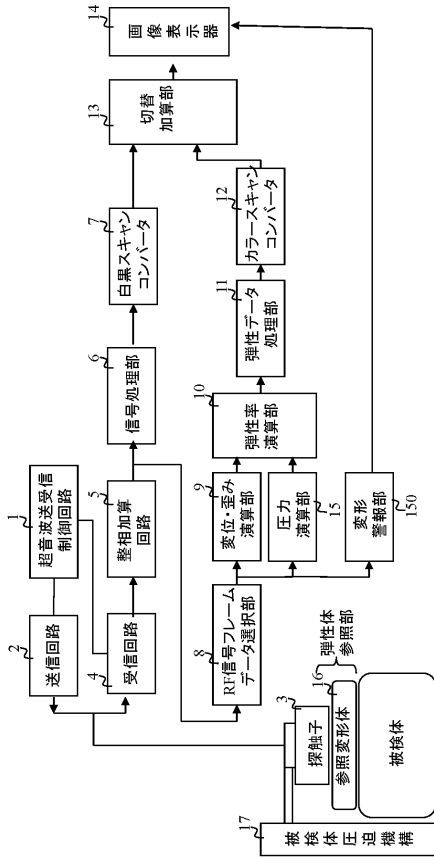 1
超音波送受信
制御回路
2
送信回路
4
受信回路
5
整相加算
回路
6
信号処理部
7
白黒スキャン
コンバータ
13
切替
加算部
14
画像表示器
8
RF信号フレーム
データ選択部
9
変位・歪み
演算部
10
弾性率
演算部
11
弾性データ
処理部
12
カラースキャン
コンバータ
15
圧力
演算部
変形
警報部
150
17
被検体圧迫機構
3
探触子
16
参照変形体
弾性体
参照部
被検体